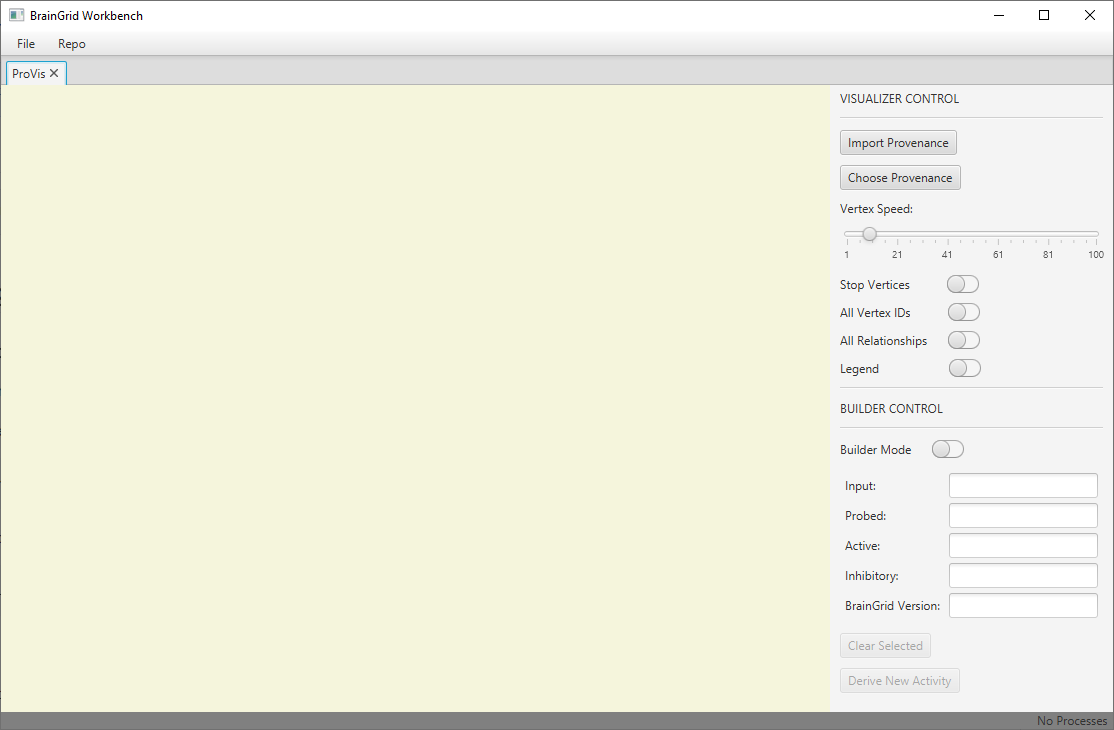 BrainGrid Workbench
File Repo
ProVis
VISUALIZER CONTROL
Import Provenance
Choose Provenance
Vertex Speed:
1 21 41 61 81 100
Stop Vertices
All Vertex IDs
All Relationships
Legend
BUILDER CONTROL
Builder Mode
Input:
Probed:
Active:
Inhibitory:
BrainGrid Version:
Clear Selected
Derive New Activity
No Processes